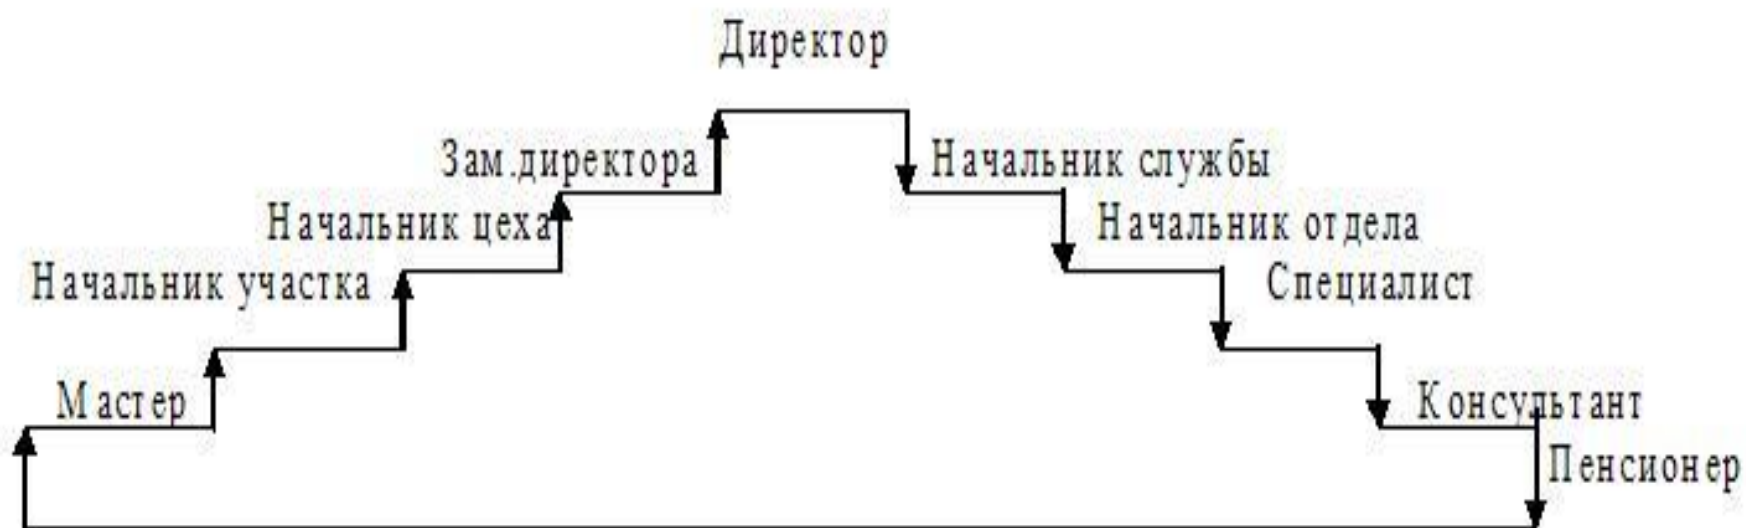 Директор
Зам.директора
Начальник службы
Начальник цеха
Начальник отдела
Начальник участка
Специалист
Мастер
Консультант
Пенсионер